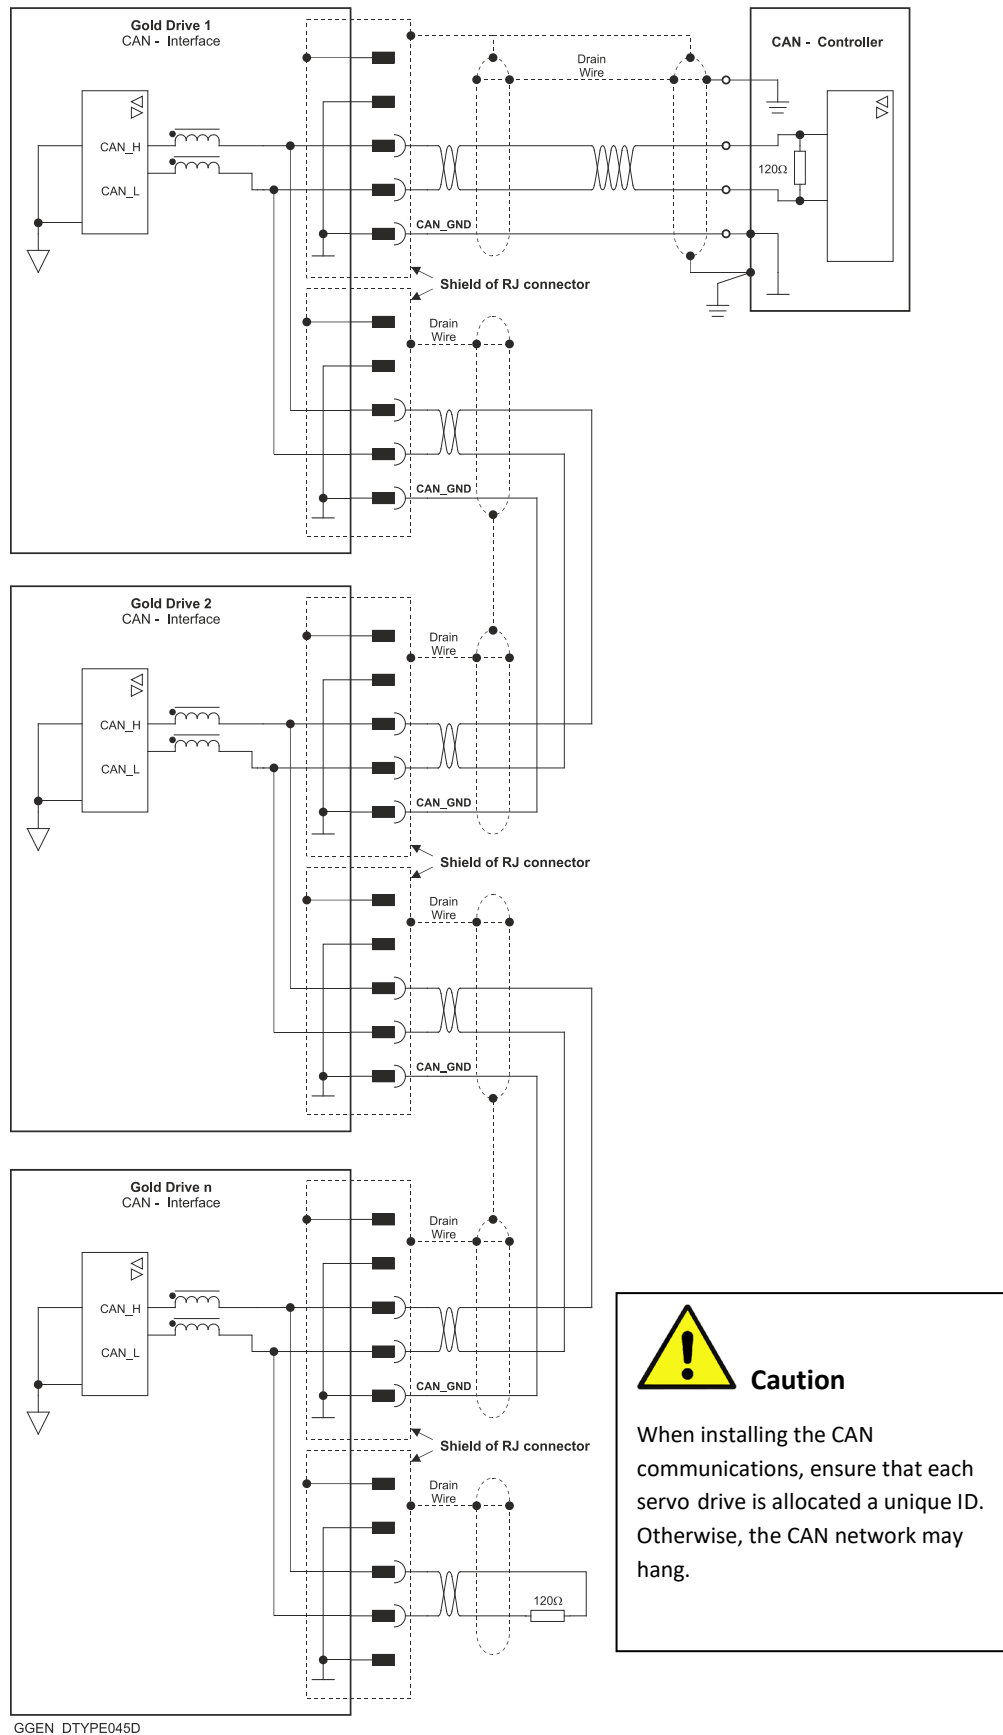 Gold Drive 1
CAN - Interface
CAN - Controller
Drain
Wire
CAN_H
CAN_L
120Ω
CAN_GND
Shield of RJ connector
Drain
Wire
CAN_GND
Gold Drive 2
CAN - Interface
Drain
Wire
CAN_H
CAN_L
CAN_GND
Shield of RJ connector
Drain
Wire
CAN_GND
Gold Drive n
CAN - Interface
Drain
Wire
CAN_H
CAN_L
CAN_GND
Shield of RJ connector
Drain
Wire
120Ω
Caution
When installing the CAN
communications, ensure that each
servo drive is allocated a unique ID.
Otherwise, the CAN network may
hang.
GGEN_DTYPE045D